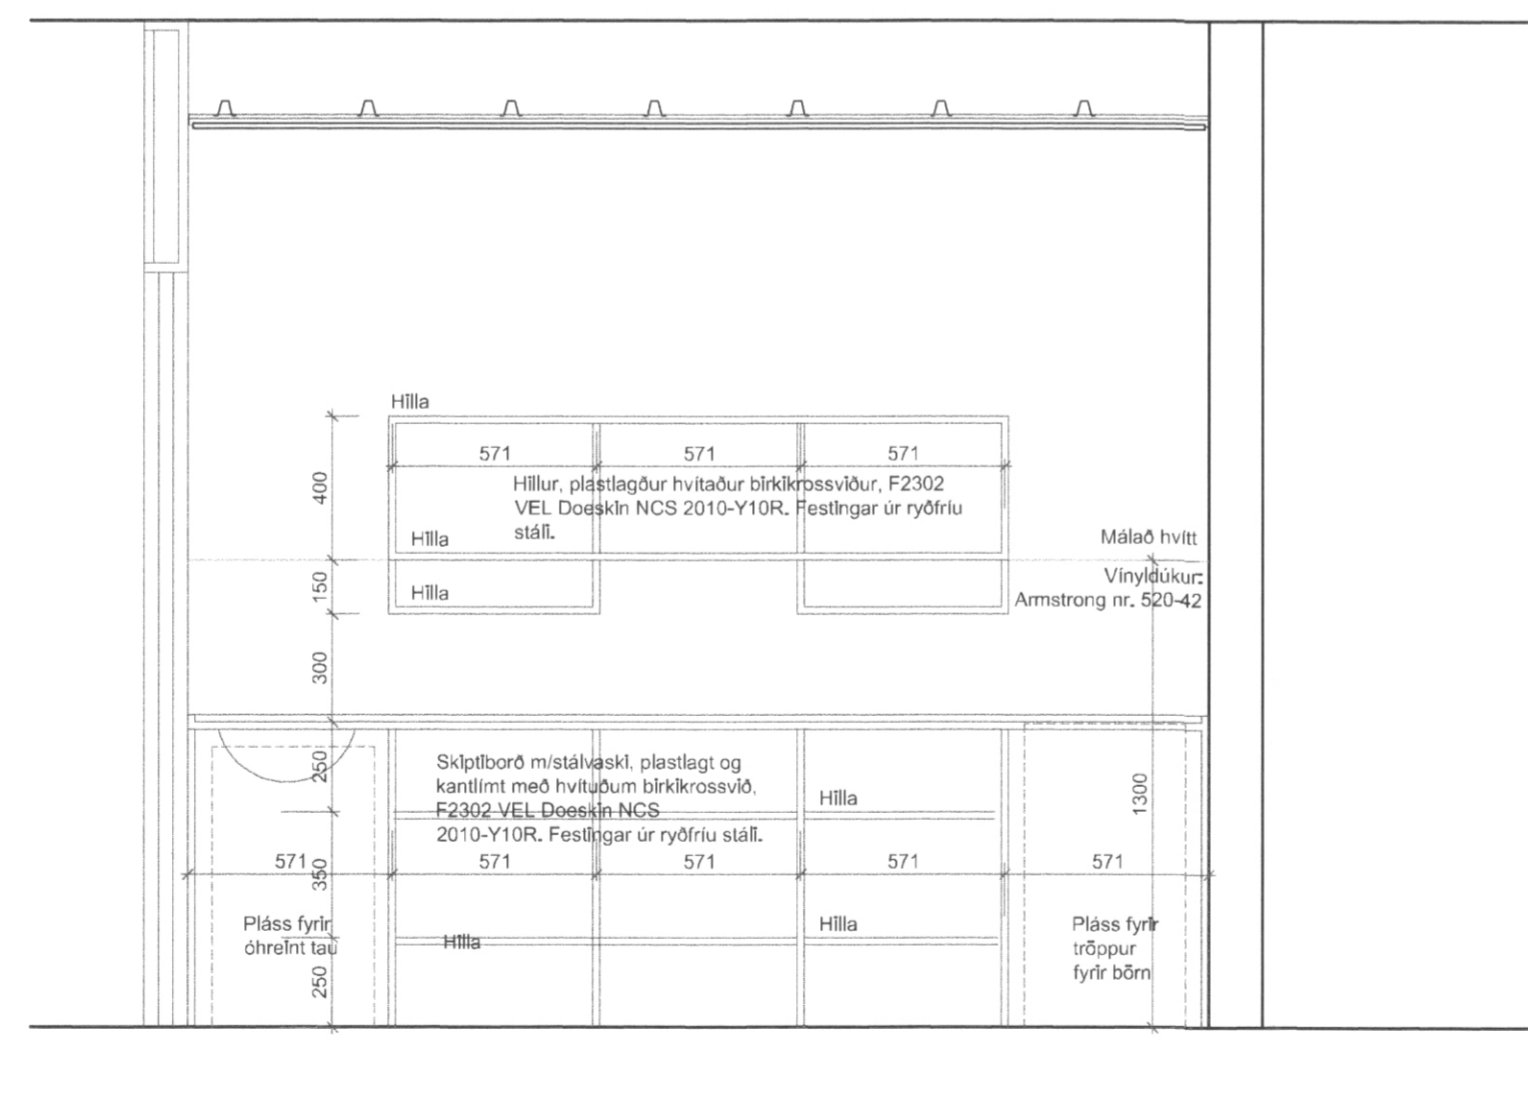 Hilla
571
571
571
400
Hillur, plastlagður hvítaður birkikrossviður, F2302
VEL Doeskin NCS 2010-Y10R. Festingar úr ryðfríu
stáli.
Hilla
Málað hvítt
150
Hilla
Vínyldúkur:
Armstrong nr. 520-42
300
250
Skiptiborð m/stálvaski, plastlagt og
kantlímt með hvítuðum birkikrossvið,
F2302 VEL Doeskin NCS
2010-Y10R. Festingar úr ryðfríu stáli.
Hilla
1300
571
350
571
571
571
571
Pláss fyrir
óhreint tau
Hilla
Hilla
Pláss fyrir
tröppur
fyrir börn
250